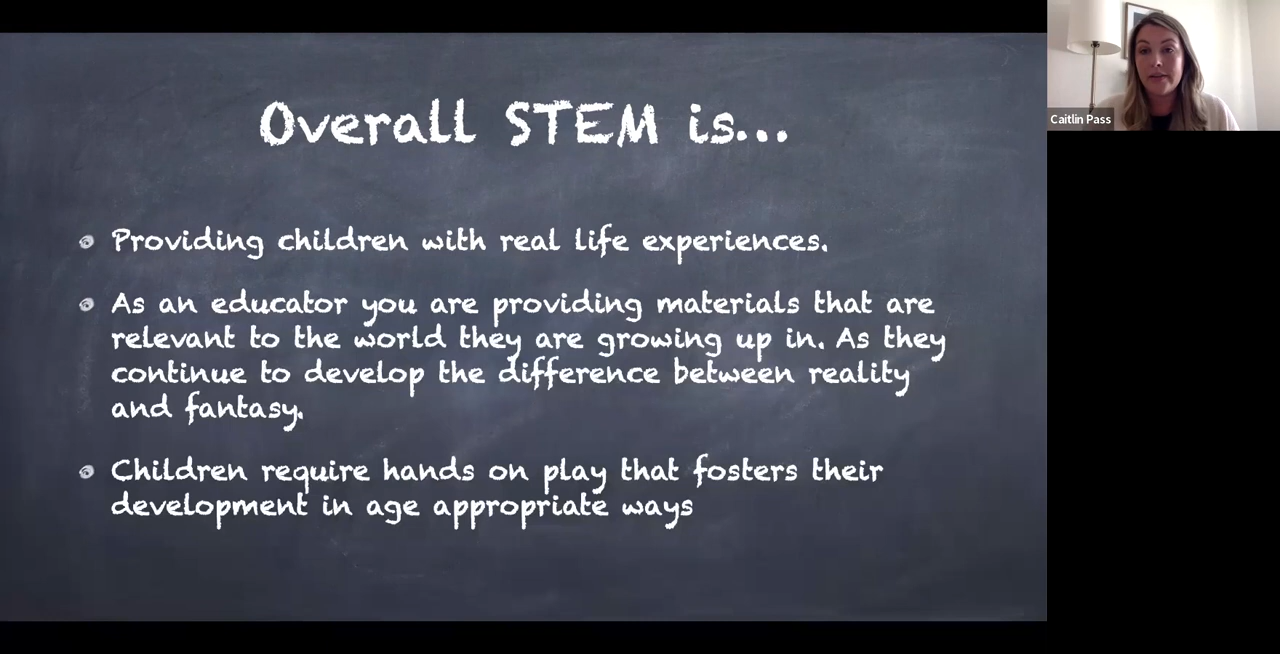 Overall STEM is...
Providing children with real life experiences.
As an educator you are providing materials that are
relevant to the world they are growing up in. As they
continue to develop the difference between reality
and fantasy.
Children require hands on play that fosters their
development in age appropriate ways
Caitlin Pass